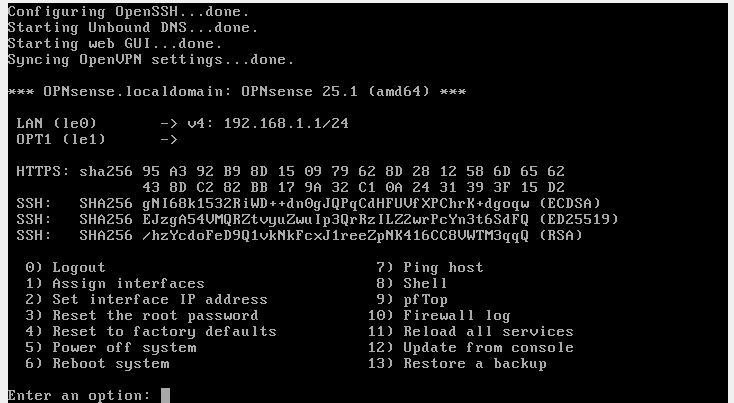 Configuring OpenSSH...done.
Starting Unbound DNS...done.
Starting web GUI...done.
Syncing OpenVPN settings...done.
*** OPNsense.localdomain: OPNsense 25.1 (amd64) ***
LAN (le0) -> v4: 192.168.1.1/24
OPT1 (le1) ->
HTTPS: sha256 95 A3 92 B9 8D 15 09 79 62 8D 28 12 58 6D 65 62
43 8D C2 82 BB 17 9A 32 C1 0A 24 31 39 3F 15 D2
SSH: SHA256 gNI68k1532RiWD++dn0gJQPqCdHFUVfXPChrK+dgoqw (ECDSA)
SSH: SHA256 EJzgA54VMQRZtvyuZwuIp3QrRzILZ2wrPcYn3t6SdFQ (ED25519)
SSH: SHA256 /hzYcdoFeD9Q1vkNkFcxJ1reeZpNK416CC8VWTM3qqQ (RSA)
0) Logout 7) Ping host
1) Assign interfaces 8) Shell
2) Set interface IP address 9) pfTop
3) Reset the root password 10) Firewall log
4) Reset to factory defaults 11) Reload all services
5) Power off system 12) Update from console
6) Reboot system 13) Restore a backup
Enter an option: